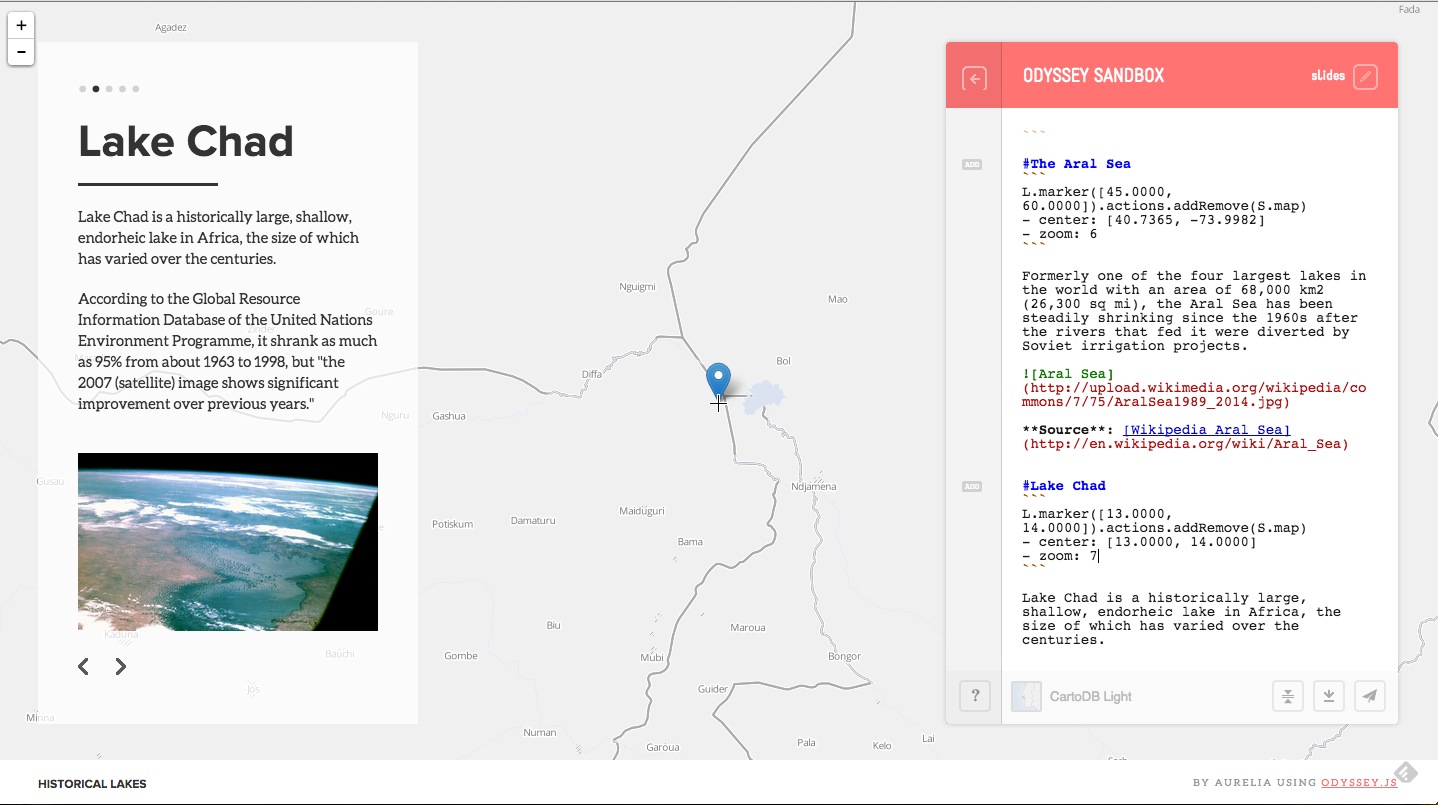 +
−
Agadez
Fada
Lake Chad
Lake Chad is a historically large, shallow,
endorheic lake in Africa, the size of which
has varied over the centuries.
According to the Global Resource
Information Database of the United Nations
Environment Programme, it shrank as much
as 95% from about 1963 to 1998, but "the
2007 (satellite) image shows significant
improvement over previous years."
Goure
Zinder
Nguru
Gusau
Kaduna
Bauchi
Jos
Minna
Nguigmi
Mao
Bol
Diffa
Gashua
Ndjamena
Maiduguri
Potiskum
Damaturu
Bama
Biu
Maroua
Gombe
Mubi
Bongor
Guider
Numan
Garoua
Pala
Kelo
Lai
ODYSSEY SANDBOX
slides
```
ADD
#The Aral Sea
```
L.marker([45.0000,
60.0000]).actions.addRemove(S.map)
- center: [40.7365, -73.9982]
- zoom: 6
```
Formerly one of the four largest lakes in
the world with an area of 68,000 km2
(26,300 sq mi), the Aral Sea has been
steadily shrinking since the 1960s after
the rivers that fed it were diverted by
Soviet irrigation projects.
![Aral Sea]
(http://upload.wikimedia.org/wikipedia/co
mmons/7/75/AralSea1989_2014.jpg)
**Source**: [Wikipedia Aral Sea]
(http://en.wikipedia.org/wiki/Aral_Sea)
ADD
#Lake Chad
```
L.marker([13.0000,
14.0000]).actions.addRemove(S.map)
- center: [13.0000, 14.0000]
- zoom: 7
```
Lake Chad is a historically large,
shallow, endorheic lake in Africa, the
size of which has varied over the
centuries.
?
CartoDB Light
HISTORICAL LAKES
BY AURELIA USING ODYSSEY.JS